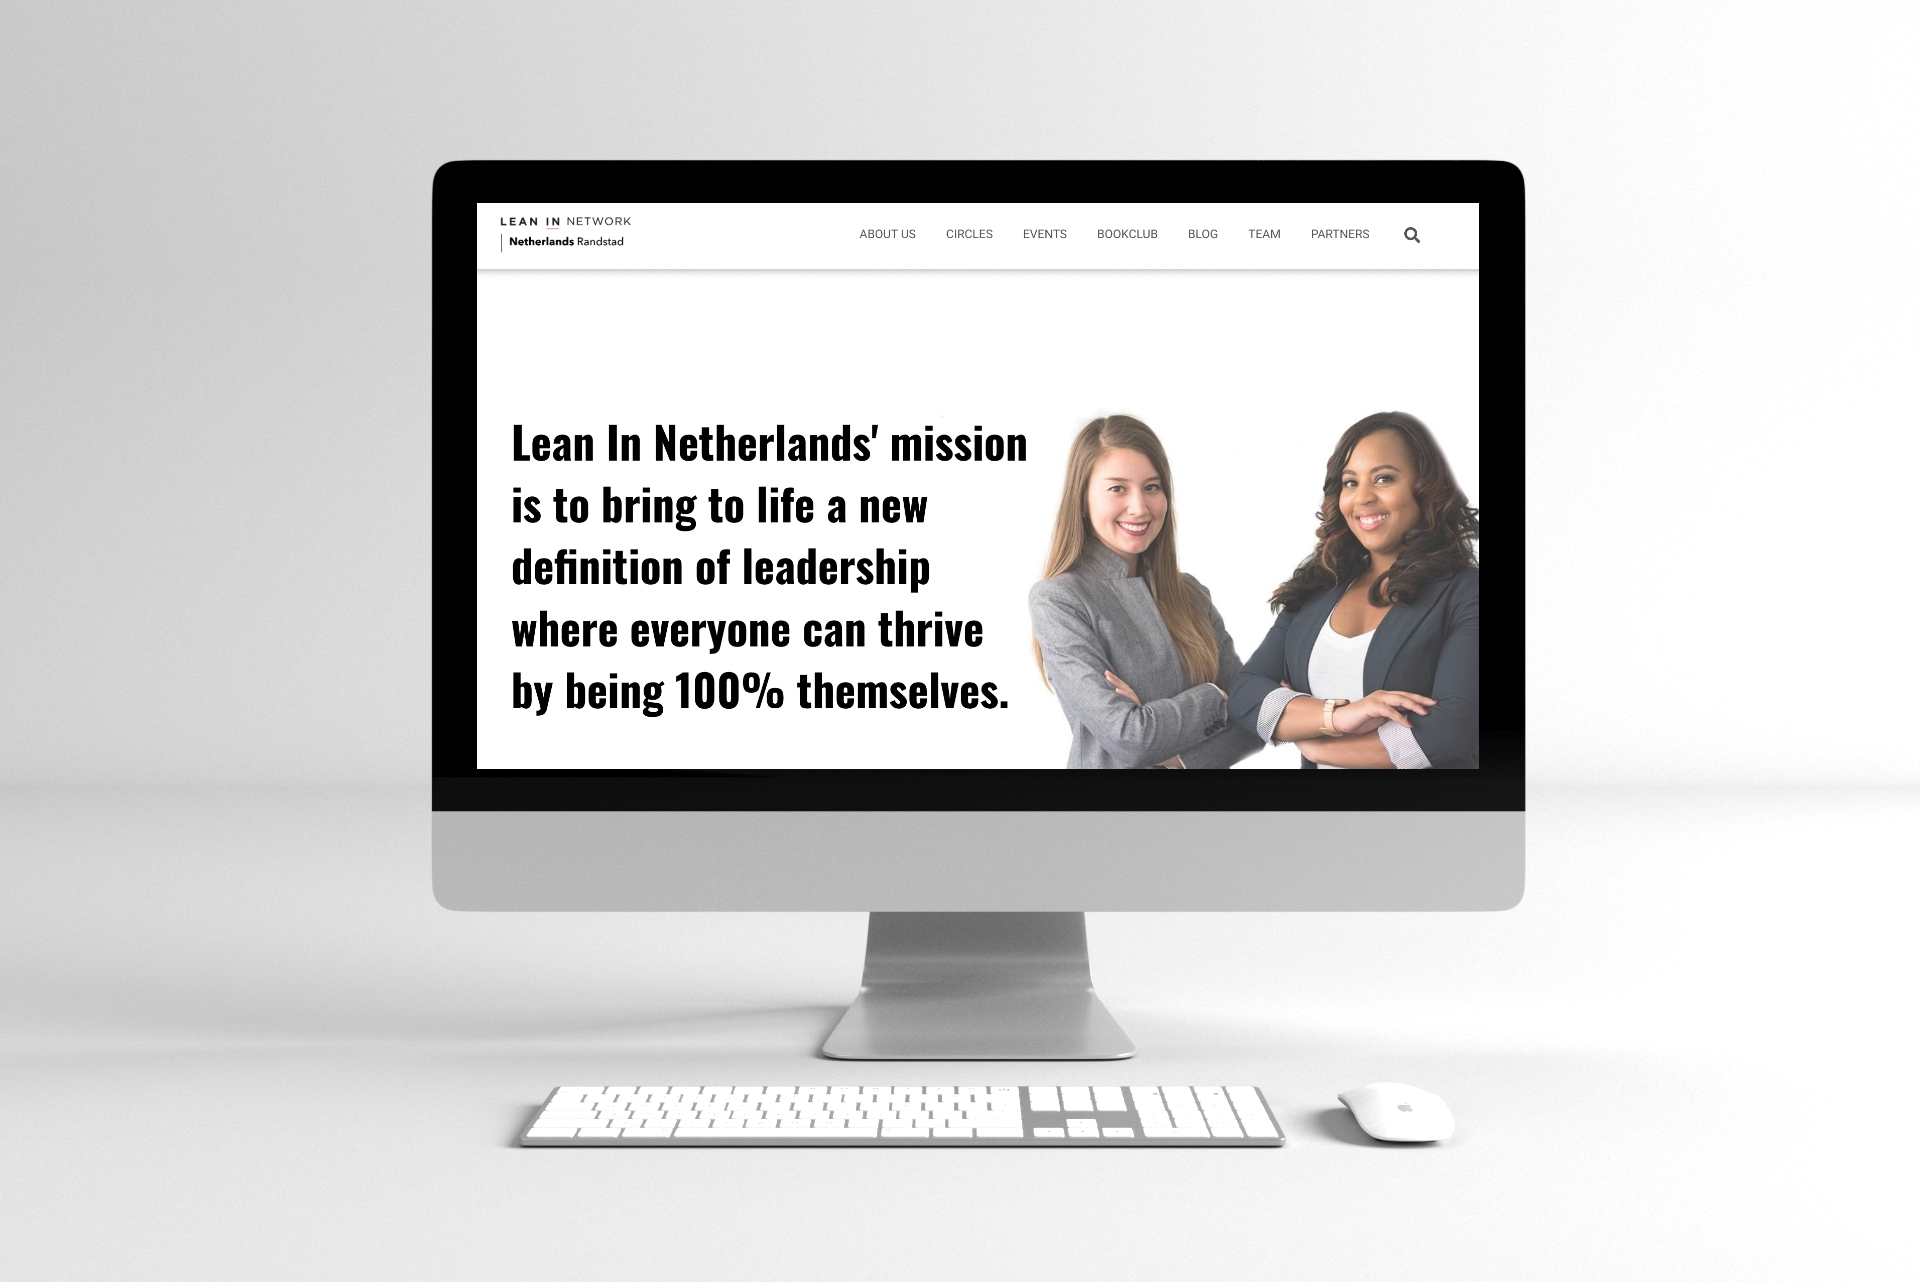 LEAN IN NETWORK
Netherlands Randstad
ABOUT US CIRCLES EVENTS BOOKCLUB BLOG TEAM PARTNERS
Lean In Netherlands' mission
is to bring to life a new
definition of leadership
where everyone can thrive
by being 100% themselves.